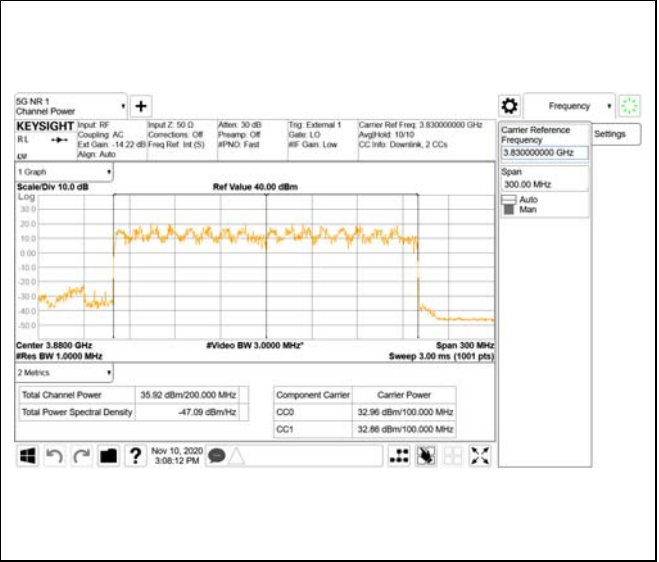 5G NR 1
Channel Power
+
Frequency
KEYSIGHT
R L
Input: RF
Coupling: AC
Ext Gain: -14.22 dB
Align: Auto
Input Z: 50 Ω
Corrections: Off
Freq Ref: Int (S)
Atten: 30 dB
Preamp: Off
#PNO: Fast
Trig: External 1
Gate: LO
#IF Gain: Low
Carrier Ref Freq: 3.830000000 GHz
Avg|Hold: 10/10
CC Info: Downlink, 2 CCs
Carrier Reference
Frequency
3.830000000 GHz
Settings
Span
300.00 MHz
Auto
Man
1 Graph
Scale/Div 10.0 dB
Ref Value 40.00 dBm
Log
30.0
20.0
10.0
0.00
-10.0
-20.0
-30.0
-40.0
-50.0
Center 3.8800 GHz
#Video BW 3.0000 MHz*
Span 300 MHz
#Res BW 1.0000 MHz
Sweep 3.00 ms (1001 pts)
2 Metrics
Total Channel Power 35.92 dBm/200.000 MHz
Total Power Spectral Density -47.09 dBm/Hz
Component Carrier Carrier Power
CC0 32.96 dBm/100.000 MHz
CC1 32.86 dBm/100.000 MHz
?
Nov 10, 2020
3:08:12 PM